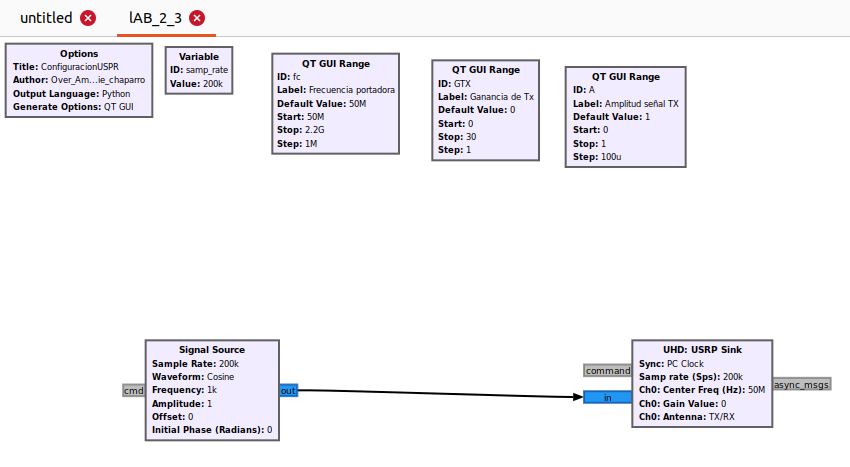 untitled
lAB_2_3
Options
Title: ConfiguracionUSPR
Author: Over_Am...ie_chaparro
Output Language: Python
Generate Options: QT GUI
Variable
ID: samp_rate
Value: 200k
QT GUI Range
ID: fc
Label: Frecuencia portadora
Default Value: 50M
Start: 50M
Stop: 2.2G
Step: 1M
QT GUI Range
ID: GTX
Label: Ganancia de Tx
Default Value: 0
Start: 0
Stop: 30
Step: 1
QT GUI Range
ID: A
Label: Amplitud señal TX
Default Value: 1
Start: 0
Stop: 1
Step: 100u
cmd
Signal Source
Sample Rate: 200k
Waveform: Cosine
Frequency: 1k
Amplitude: 1
Offset: 0
Initial Phase (Radians): 0
out
command
in
UHD: USRP Sink
Sync: PC Clock
Samp rate (Sps): 200k
Ch0: Center Freq (Hz): 50M
Ch0: Gain Value: 0
Ch0: Antenna: TX/RX
async_msgs